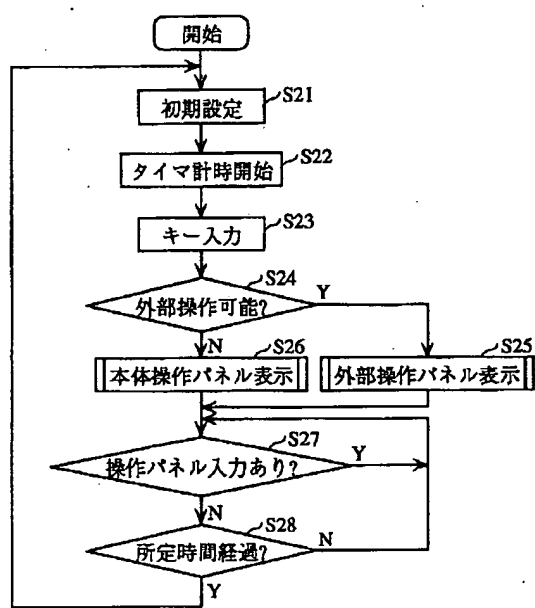 開始
S21
初期設定
S22
タイマ計時開始
S23
キー入力
S24
外部操作可能?
Y
N
S26
S25
本体操作パネル表示
外部操作パネル表示
S27
操作パネル入力あり?
Y
N
S28
所定時間経過?
N
Y